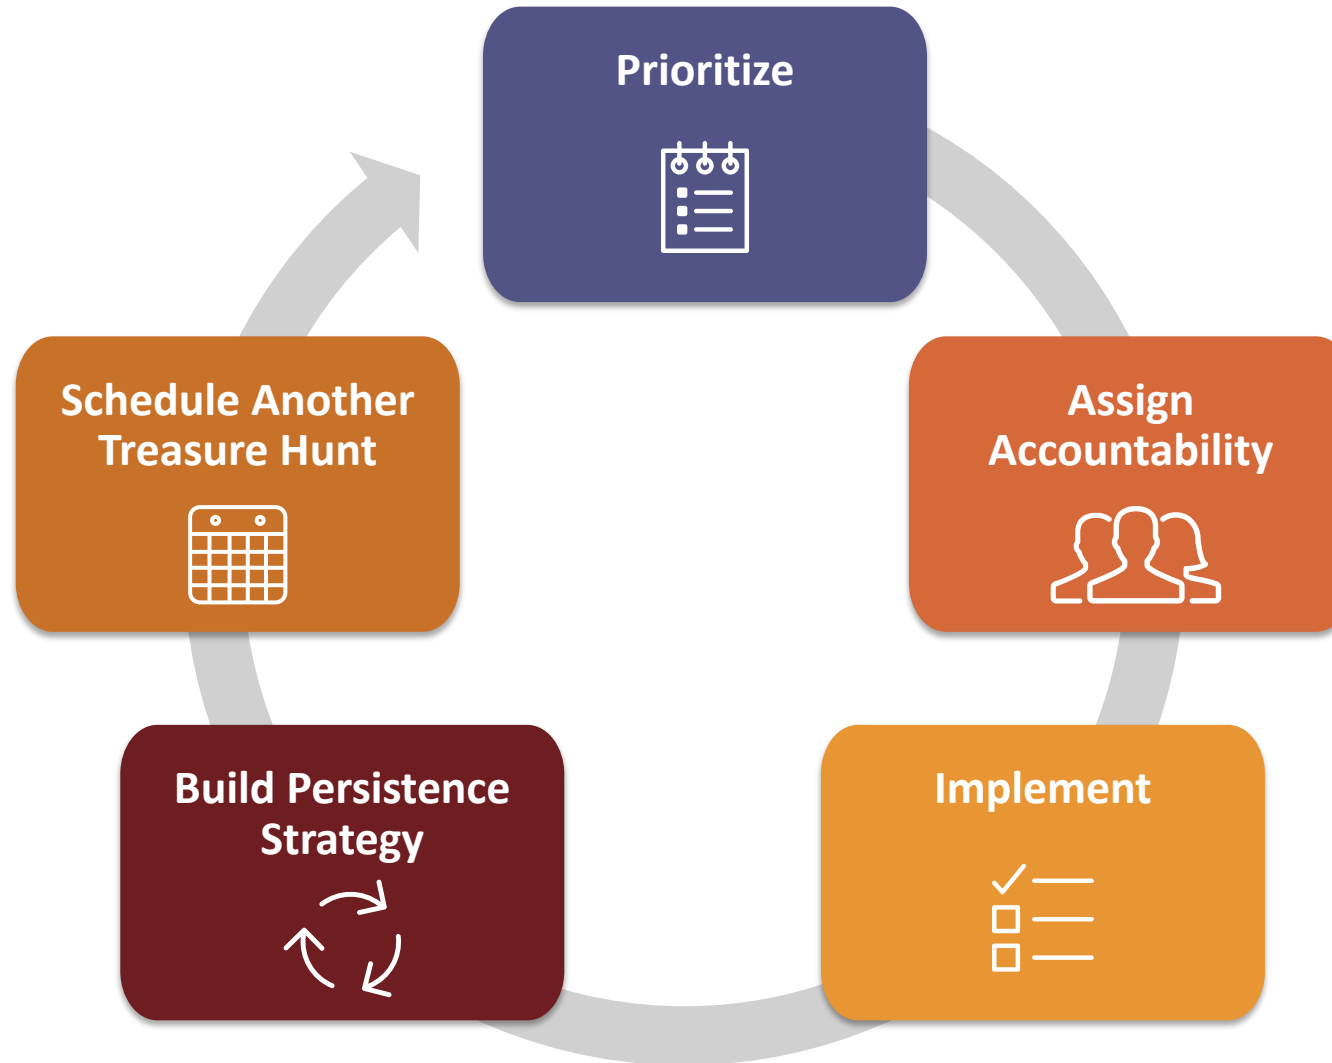 Prioritize
Assign
Accountability
Implement
Build Persistence
Strategy
Schedule Another
Treasure Hunt